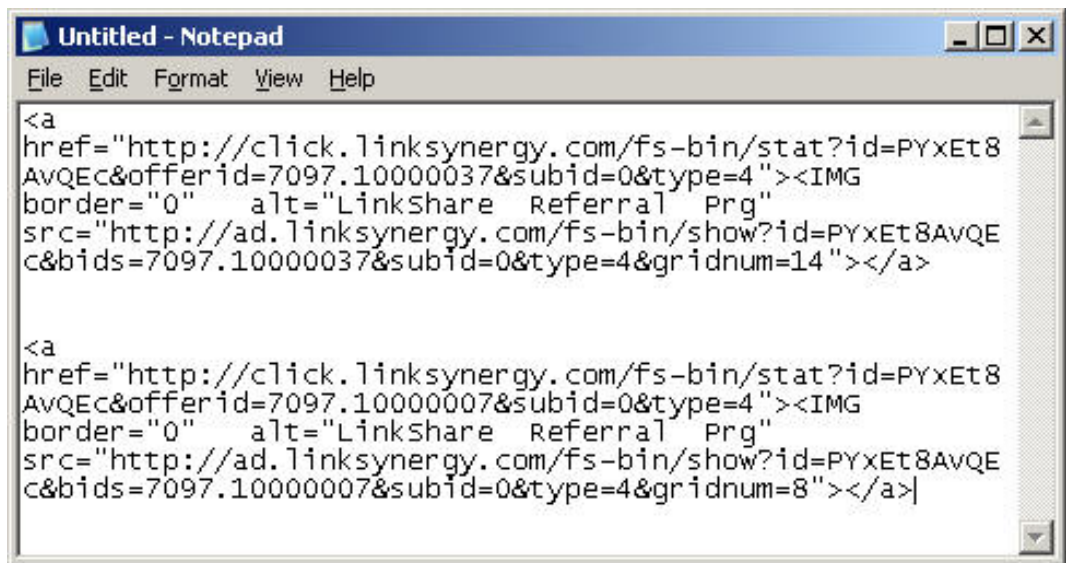 Untitled - Notepad
File Edit Format View Help
<a
href="http://click.linksynergy.com/fs-bin/stat?id=PYxEt8
AvQEc&offerid=7097.10000037&subid=0&type=4"><IMG
border="0"   alt="LinkShare  Referral  Prg"
src="http://ad.linksynergy.com/fs-bin/show?id=PYxEt8AvQE
c&bids=7097.10000037&subid=0&type=4&gridnum=14"></a>
<a
href="http://click.linksynergy.com/fs-bin/stat?id=PYxEt8
AvQEc&offerid=7097.10000007&subid=0&type=4"><IMG
border="0"   alt="LinkShare  Referral  Prg"
src="http://ad.linksynergy.com/fs-bin/show?id=PYxEt8AvQE
c&bids=7097.10000007&subid=0&type=4&gridnum=8"></a>